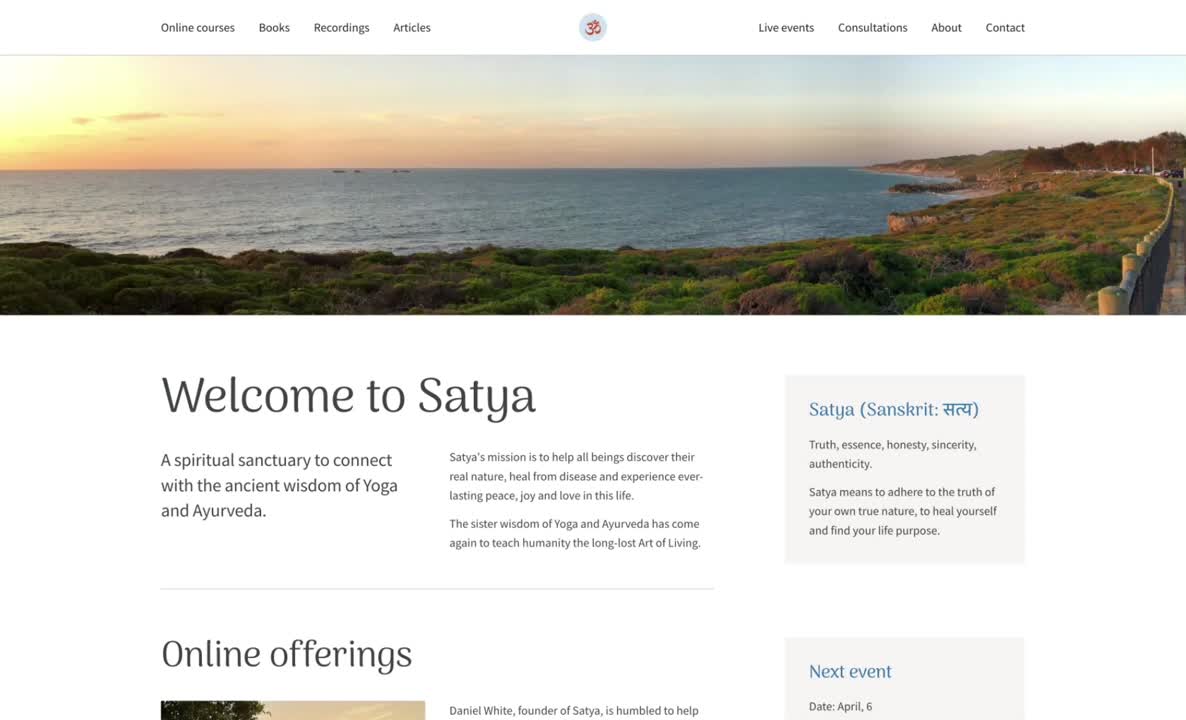 Online courses
Books
Recordings
Articles
ॐ
Live events
Consultations
About
Contact
Welcome to Satya
A spiritual sanctuary to connect
with the ancient wisdom of Yoga
and Ayurveda.
Satya's mission is to help all beings discover their
real nature, heal from disease and experience ever-
lasting peace, joy and love in this life.
The sister wisdom of Yoga and Ayurveda has come
again to teach humanity the long-lost Art of Living.
Satya (Sanskrit: सत्य)
Truth, essence, honesty, sincerity,
authenticity.
Satya means to adhere to the truth of
your own true nature, to heal yourself
and find your life purpose.
Online offerings
Daniel White, founder of Satya, is humbled to help
Next event
Date: April, 6